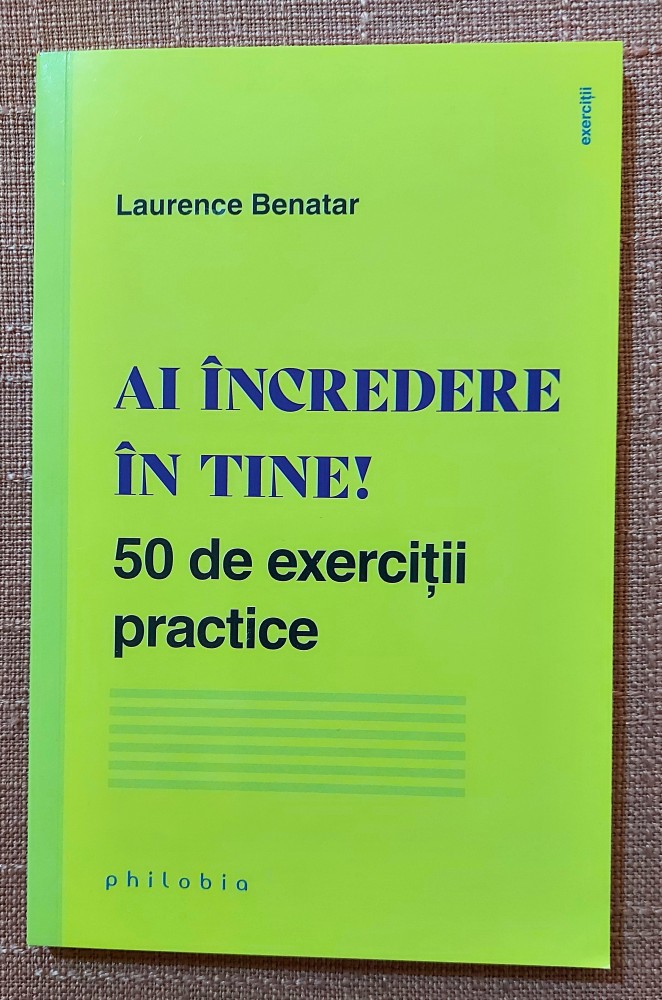 exerciții
Laurence Benatar
AI ÎNCREDERE
ÎN TINE!
50 de exerciții
practice
philobia